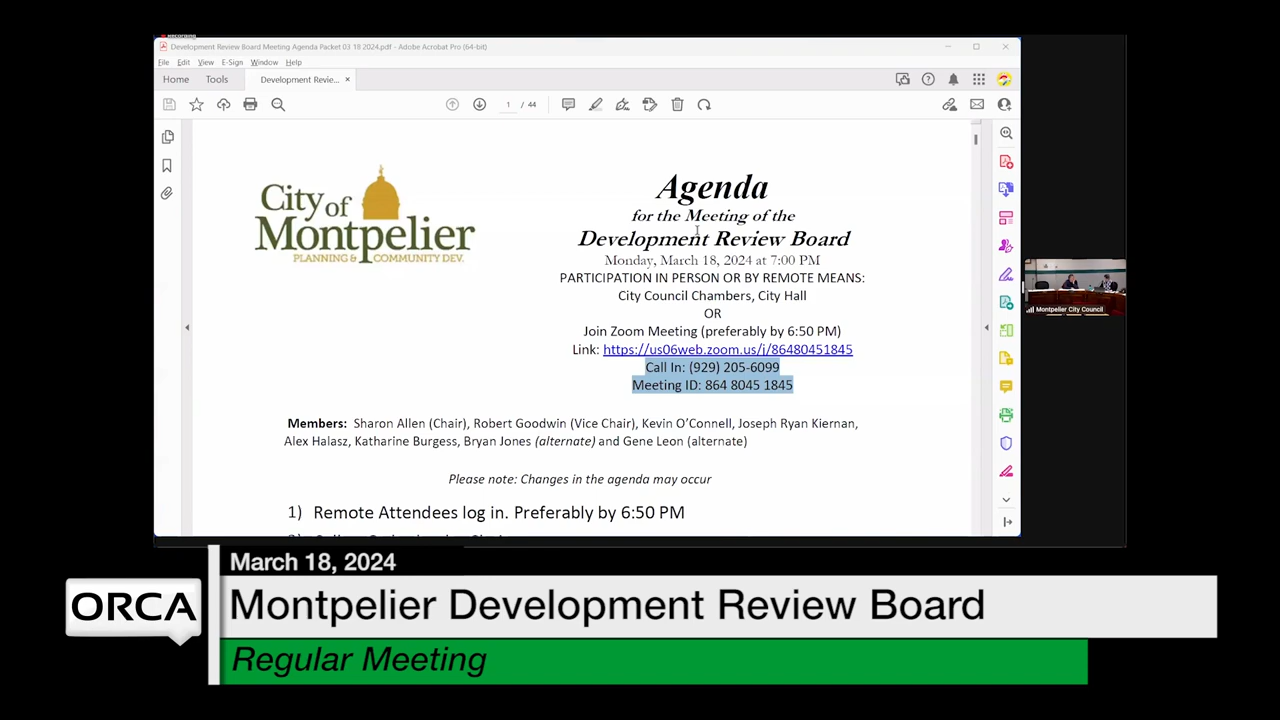 Development Review Board Meeting Agenda Packet 03 18 2024.pdf - Adobe Acrobat Pro (64-bit)
File Edit View E-Sign Window Help
Home Tools Development Revie... ×
1 / 44
City of
Montpelier
PLANNING & COMMUNITY DEV.
Agenda
for the Meeting of the
Development Review Board
Monday, March 18, 2024 at 7:00 PM
PARTICIPATION IN PERSON OR BY REMOTE MEANS:
City Council Chambers, City Hall
OR
Join Zoom Meeting (preferably by 6:50 PM)
Link: https://us06web.zoom.us/j/86480451845
Call In: (929) 205-6099
Meeting ID: 864 8045 1845
Members: Sharon Allen (Chair), Robert Goodwin (Vice Chair), Kevin O’Connell, Joseph Ryan Kiernan,
Alex Halasz, Katharine Burgess, Bryan Jones (alternate) and Gene Leon (alternate)
Please note: Changes in the agenda may occur
1) Remote Attendees log in. Preferably by 6:50 PM
Montpelier City Council
March 18, 2024
ORCA
Montpelier Development Review Board
Regular Meeting